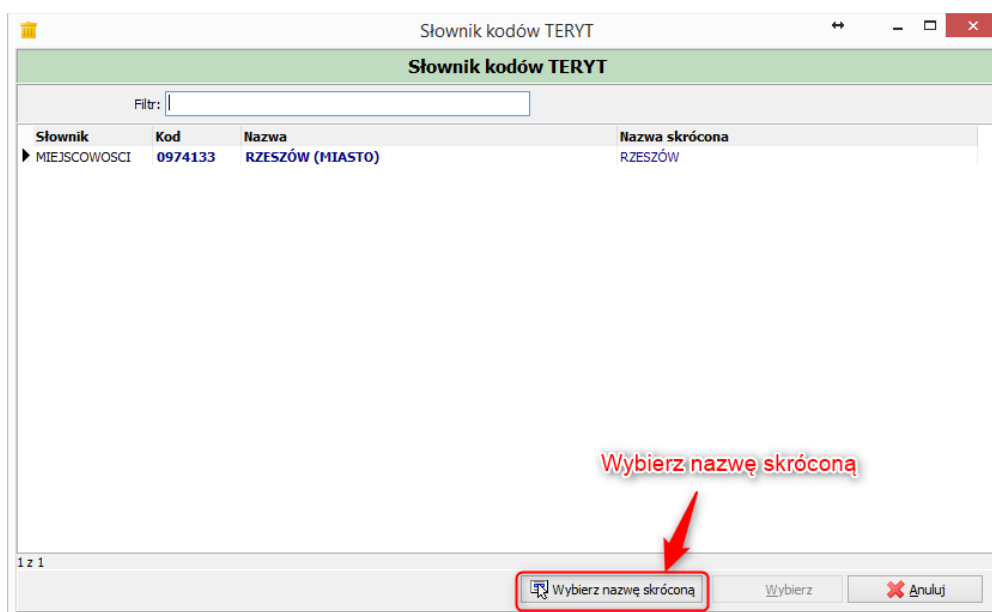 Słownik kodów TERYT
Słownik kodów TERYT
Filtr:
Słownik Kod Nazwa Nazwa skrócona
MIEJSCOWOSCI 0974133 RZESZÓW (MIASTO) RZESZÓW
Wybierz nazwę skróconą
1 z 1
Wybierz nazwę skróconą Wybierz Anuluj